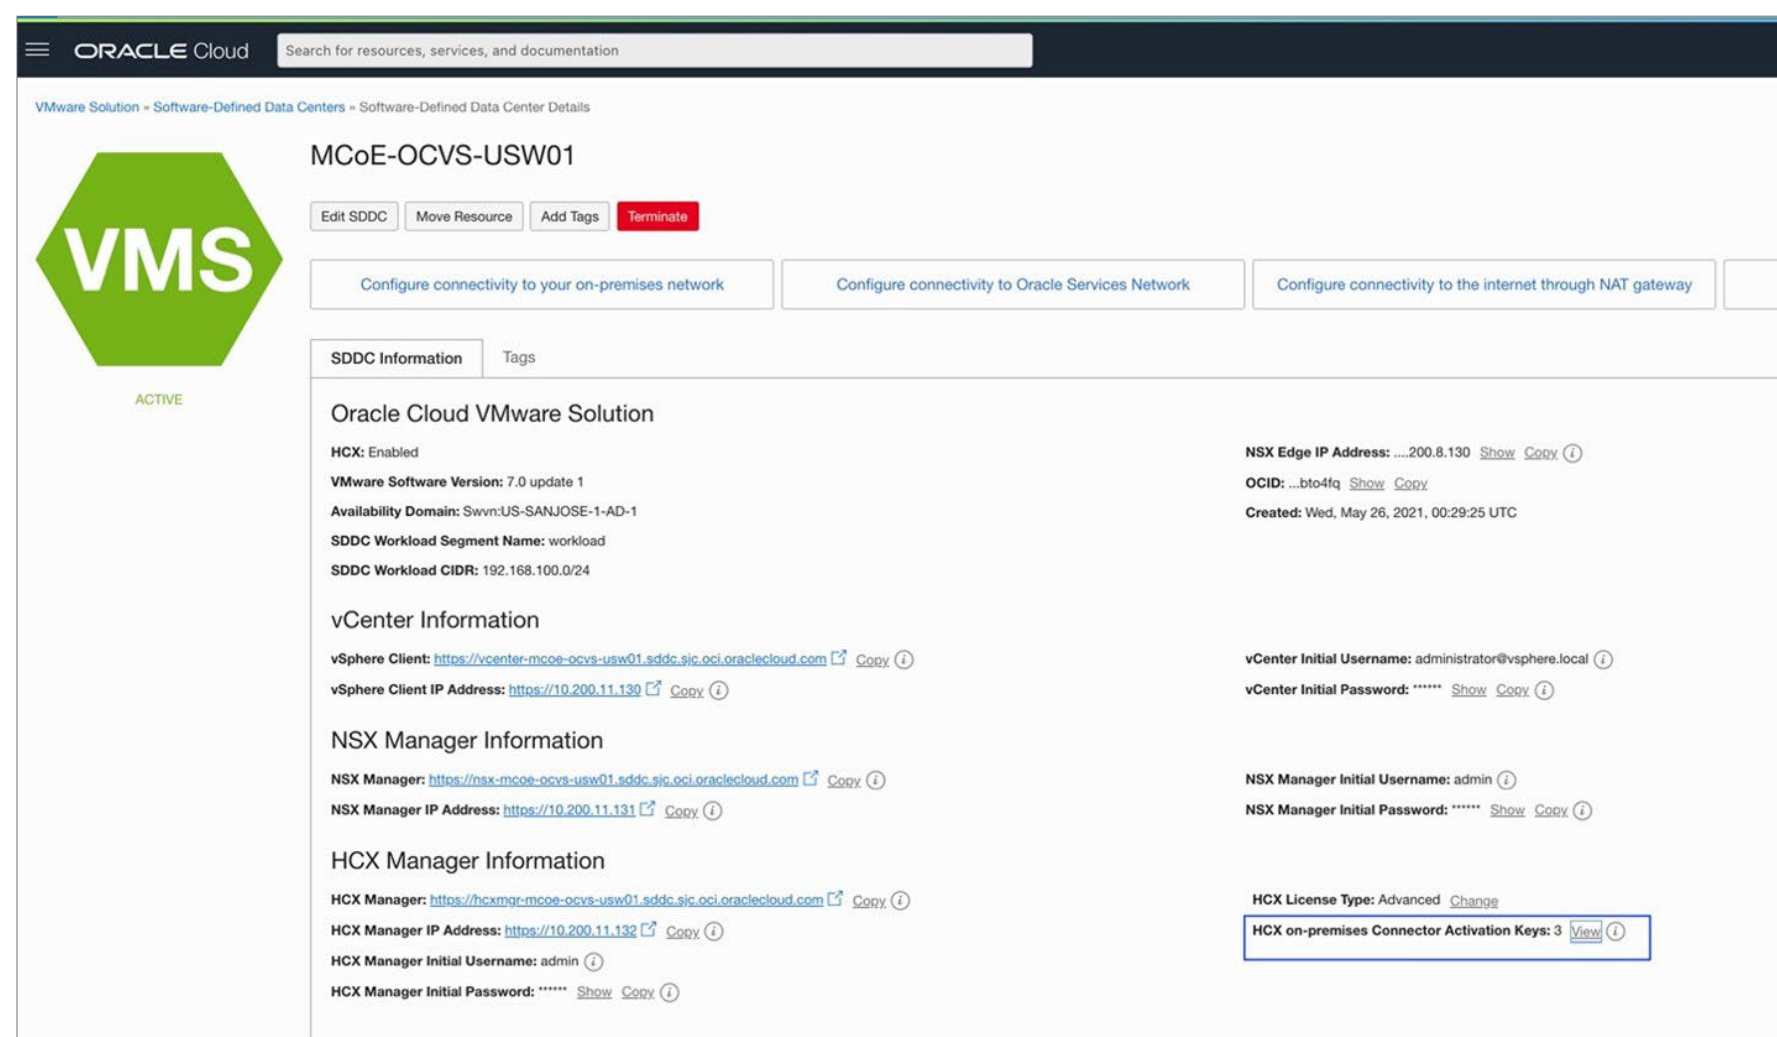 ORACLE Cloud
Search for resources, services, and documentation
VMware Solution » Software-Defined Data Centers » Software-Defined Data Center Details
VMS
ACTIVE
MCoE-OCVS-USW01
Edit SDDC Move Resource Add Tags Terminate
Configure connectivity to your on-premises network Configure connectivity to Oracle Services Network Configure connectivity to the internet through NAT gateway
SDDC Information Tags
Oracle Cloud VMware Solution
HCX: Enabled
VMware Software Version: 7.0 update 1
Availability Domain: Swvn:US-SANJOSE-1-AD-1
SDDC Workload Segment Name: workload
SDDC Workload CIDR: 192.168.100.0/24
NSX Edge IP Address: ....200.8.130 Show Copy i
OCID: ...bto4fq Show Copy
Created: Wed, May 26, 2021, 00:29:25 UTC
vCenter Information
vSphere Client: https://vcenter-mcoe-ocvs-usw01.sddc.sjc.oci.oraclecloud.com Copy i
vSphere Client IP Address: https://10.200.11.130 Copy i
vCenter Initial Username: administrator@vsphere.local i
vCenter Initial Password: ****** Show Copy i
NSX Manager Information
NSX Manager: https://nsx-mcoe-ocvs-usw01.sddc.sjc.oci.oraclecloud.com Copy i
NSX Manager IP Address: https://10.200.11.131 Copy i
NSX Manager Initial Username: admin i
NSX Manager Initial Password: ****** Show Copy i
HCX Manager Information
HCX Manager: https://hcxmgr-mcoe-ocvs-usw01.sddc.sjc.oci.oraclecloud.com Copy i
HCX Manager IP Address: https://10.200.11.132 Copy i
HCX Manager Initial Username: admin i
HCX Manager Initial Password: ****** Show Copy i
HCX License Type: Advanced Change
HCX on-premises Connector Activation Keys: 3 View i